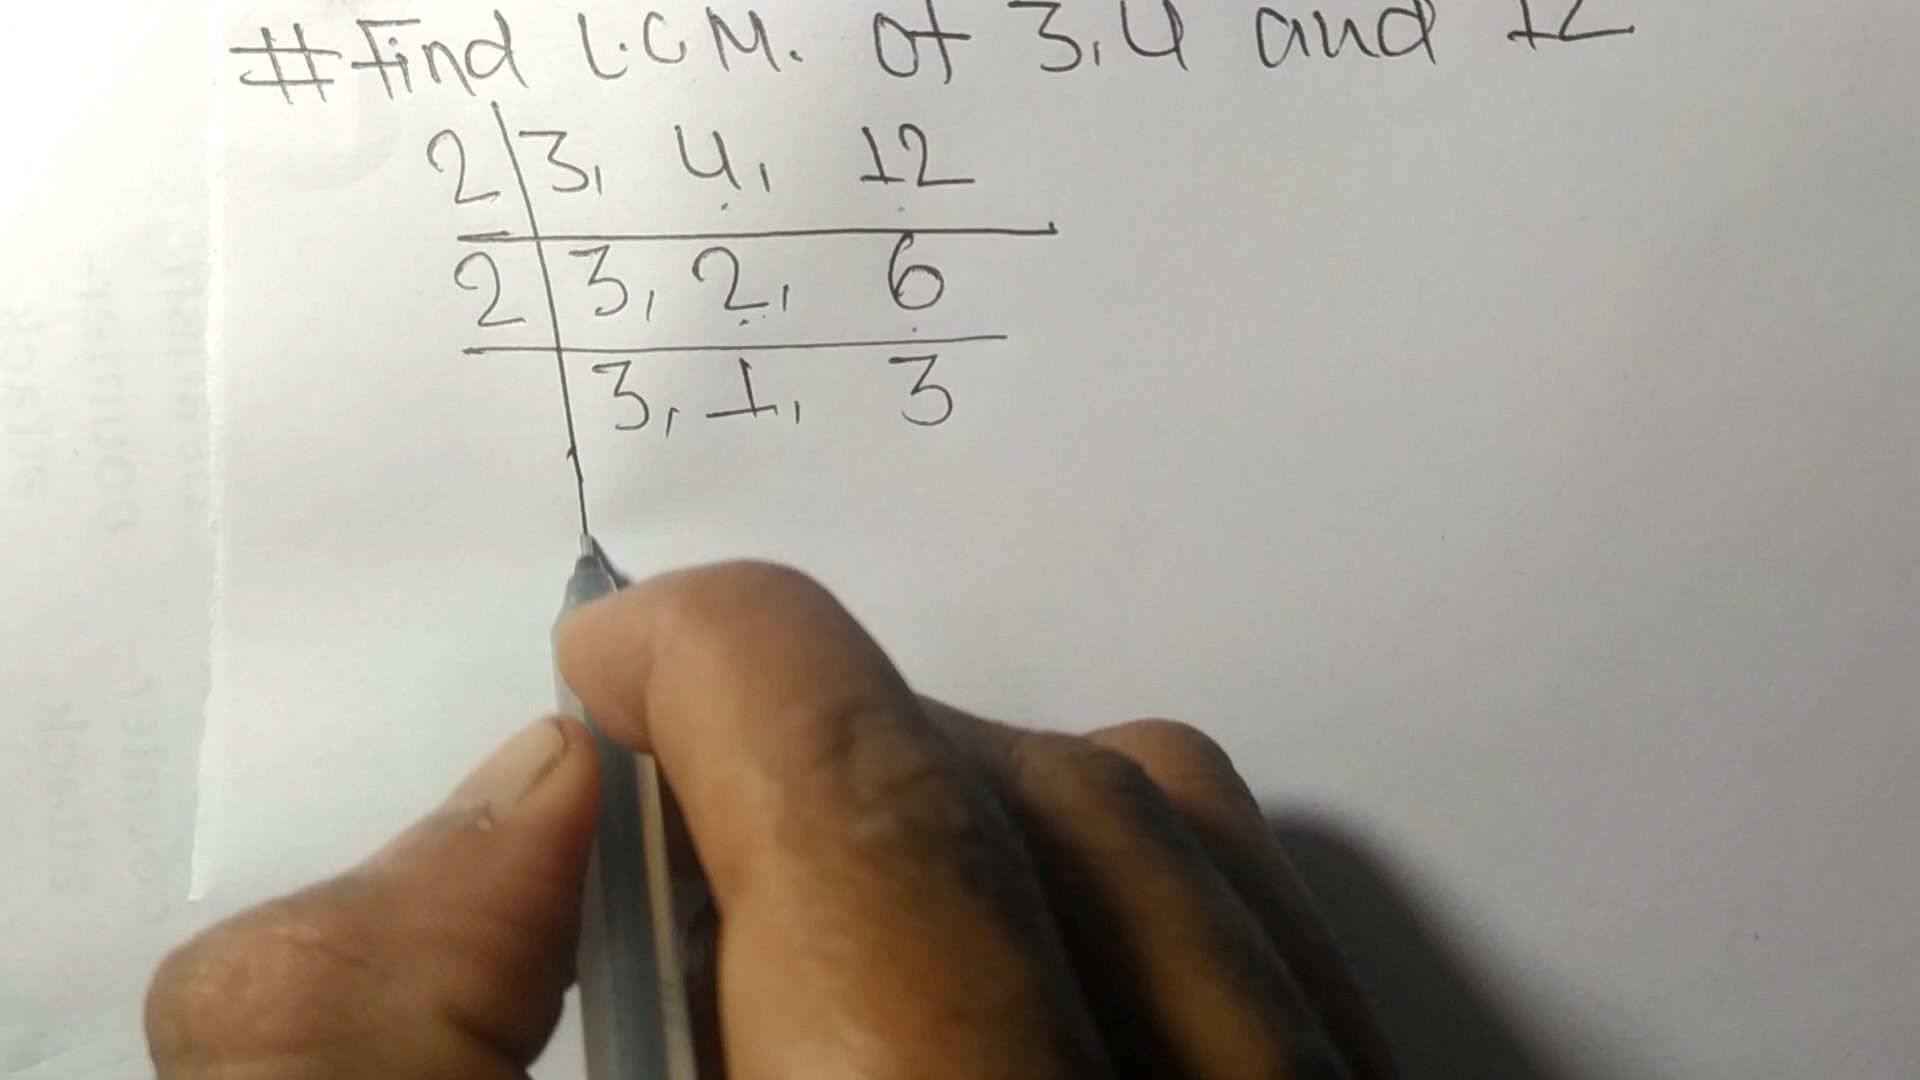 # Find L.C.M. of 3,4 and 12
2 3, 4, 12
2 3, 2, 6
3, 1, 3